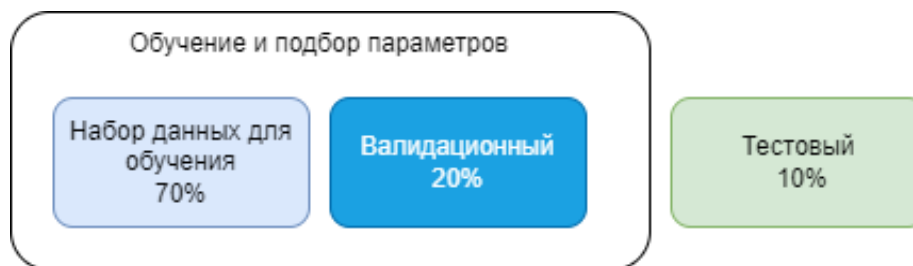 Обучение и подбор параметров
Набор данных для
обучения
70%
Валидационный
20%
Тестовый
10%